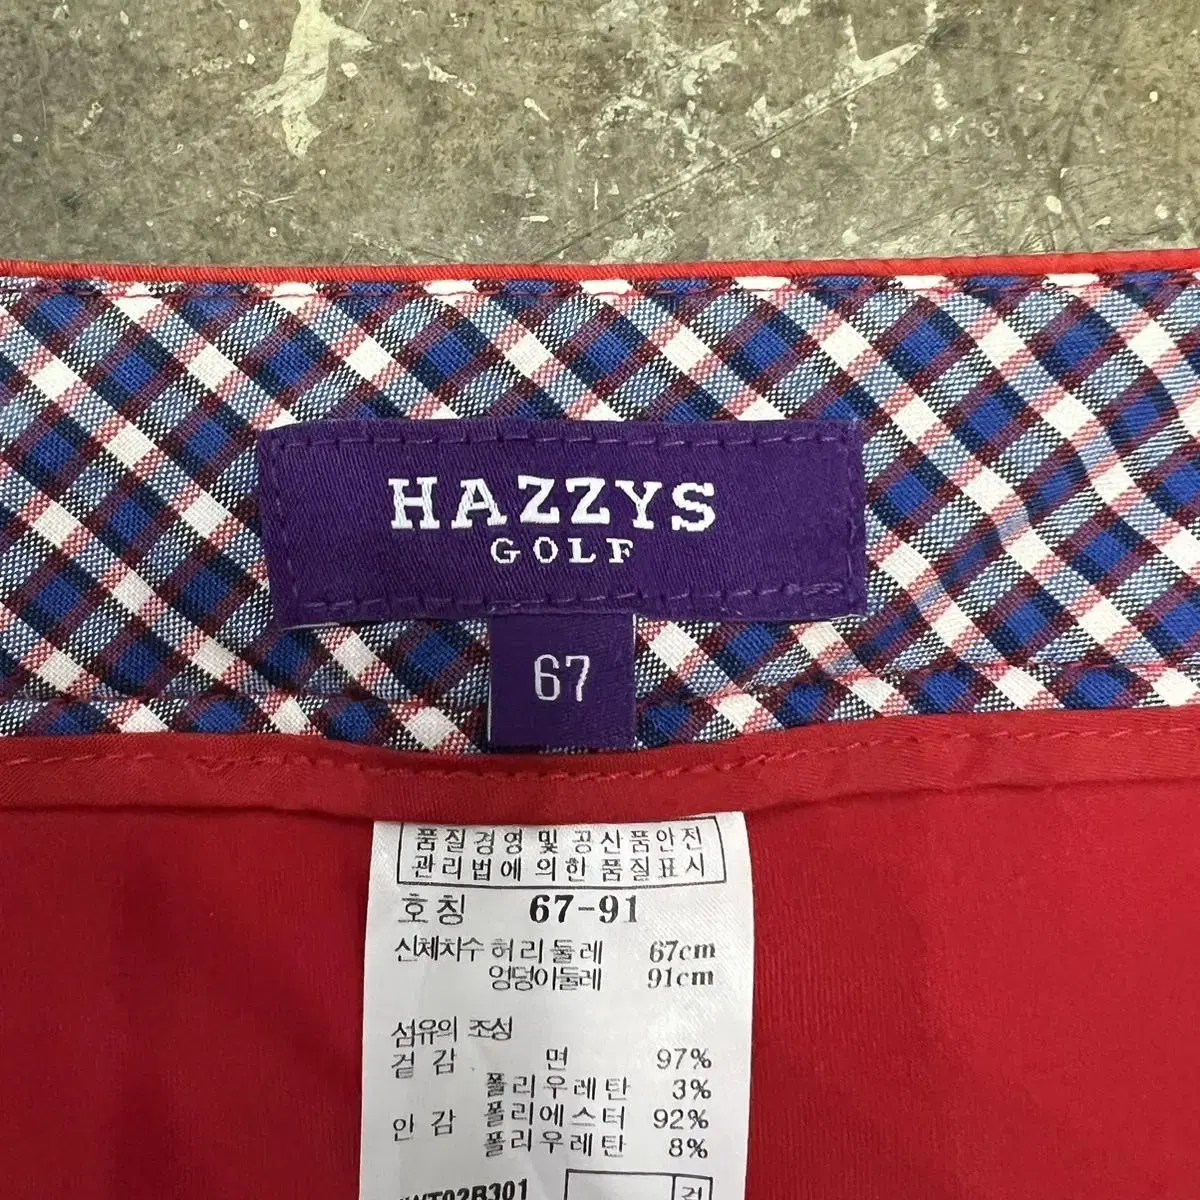 HAZZYS
GOLF
67
품질경영 및 공산품안전
관리법에 의한 품질표시
호칭 67-91
신체치수 허리둘레 67cm
엉덩이둘레 91cm
섬유의 조성
겉감 면 97%
폴리우레탄 3%
안감 폴리에스터 92%
폴리우레탄 8%